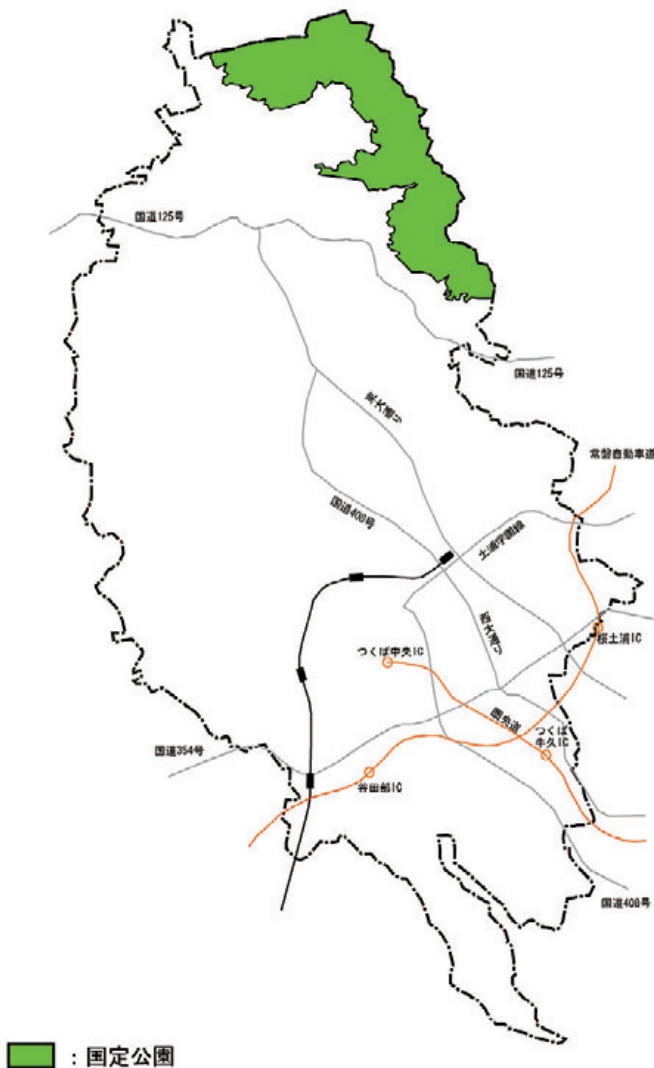 国道125号
国道125号
東大通り
常磐自動車道
国道408号
土浦学園線
西大通り
桜土浦IC
つくば中央IC
圏央道
つくば
牛久IC
国道354号
谷田部IC
国道408号
：国定公園